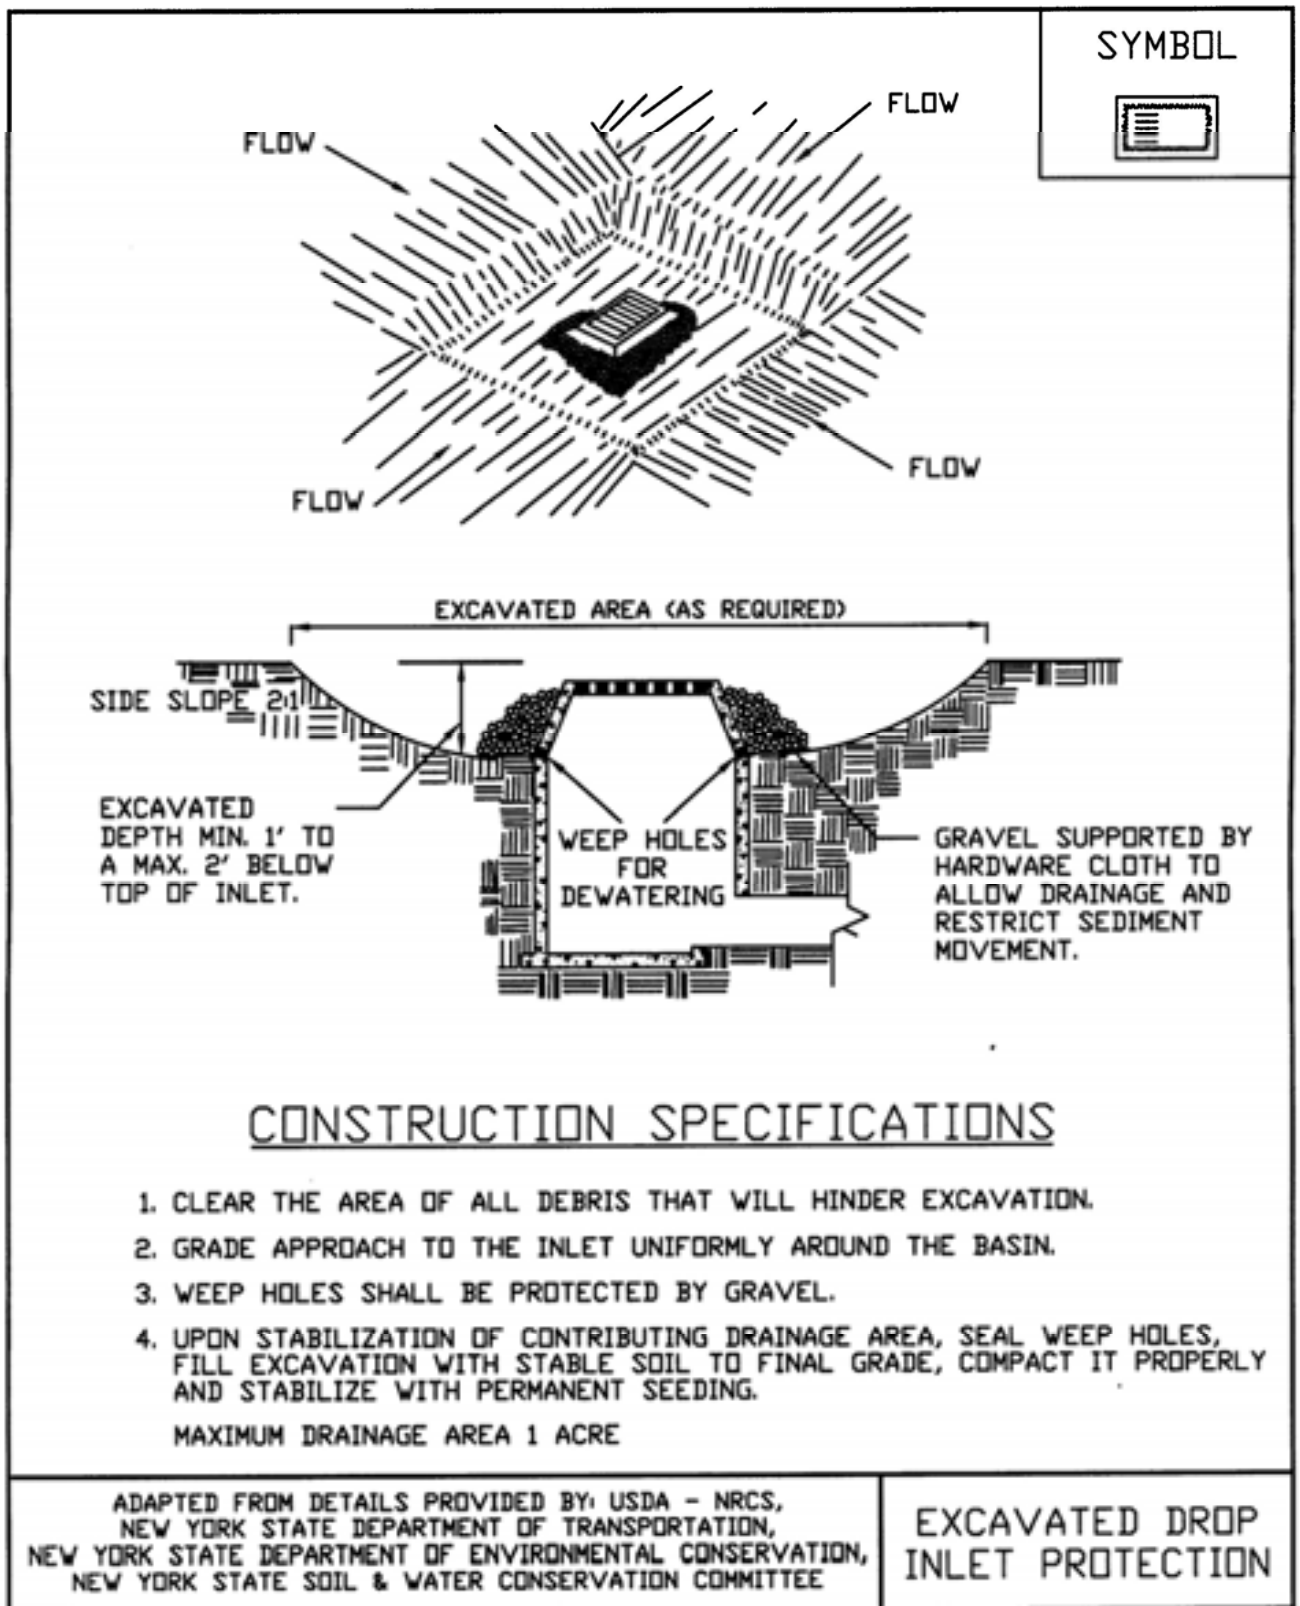 SYMBOL
FLOW
FLOW
FLOW
FLOW
EXCAVATED AREA (AS REQUIRED)
SIDE SLOPE 2:1
EXCAVATED
DEPTH MIN. 1' TO
A MAX. 2' BELOW
TOP OF INLET.
WEEP HOLES
FOR
DEWATERING
GRAVEL SUPPORTED BY
HARDWARE CLOTH TO
ALLOW DRAINAGE AND
RESTRICT SEDIMENT
MOVEMENT.
CONSTRUCTION SPECIFICATIONS
1. CLEAR THE AREA OF ALL DEBRIS THAT WILL HINDER EXCAVATION.
2. GRADE APPROACH TO THE INLET UNIFORMLY AROUND THE BASIN.
3. WEEP HOLES SHALL BE PROTECTED BY GRAVEL.
4. UPON STABILIZATION OF CONTRIBUTING DRAINAGE AREA, SEAL WEEP HOLES,
FILL EXCAVATION WITH STABLE SOIL TO FINAL GRADE, COMPACT IT PROPERLY
AND STABILIZE WITH PERMANENT SEEDING.
MAXIMUM DRAINAGE AREA 1 ACRE
ADAPTED FROM DETAILS PROVIDED BY: USDA - NRCS,
NEW YORK STATE DEPARTMENT OF TRANSPORTATION,
NEW YORK STATE DEPARTMENT OF ENVIRONMENTAL CONSERVATION,
NEW YORK STATE SOIL & WATER CONSERVATION COMMITTEE
EXCAVATED DROP
INLET PROTECTION